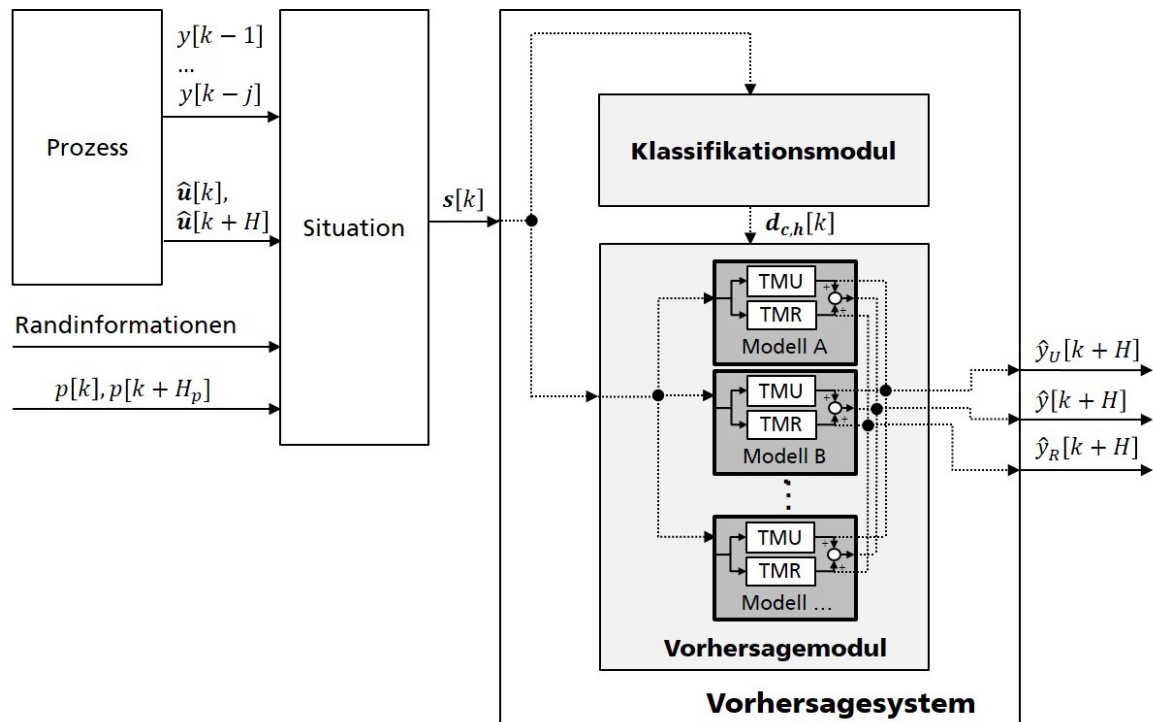 y[k − 1]
...
y[k − j]
Prozess
û[k],
û[k + H]
Randinformationen
p[k], p[k + H_p]
Situation
s[k]
Klassifikationsmodul
d_{c,h}[k]
TMU
+
TMR
+
Modell A
TMU
+
TMR
+
Modell B
⋮
TMU
+
TMR
+
Modell ...
Vorhersagemodul
Vorhersagesystem
ŷ_U[k + H]
ŷ[k + H]
ŷ_R[k + H]